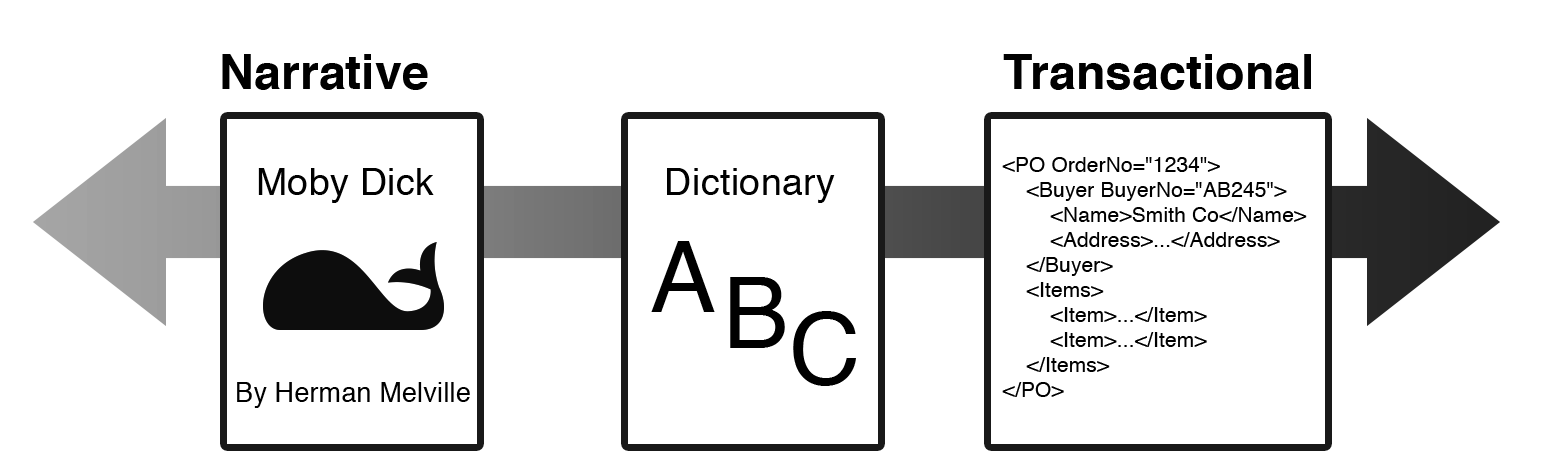 Narrative
Transactional
Moby Dick
By Herman Melville
Dictionary
A
B
C
<PO OrderNo="1234">
<Buyer BuyerNo="AB245">
<Name>Smith Co</Name>
<Address>...</Address>
</Buyer>
<Items>
<Item>...</Item>
<Item>...</Item>
</Items>
</PO>